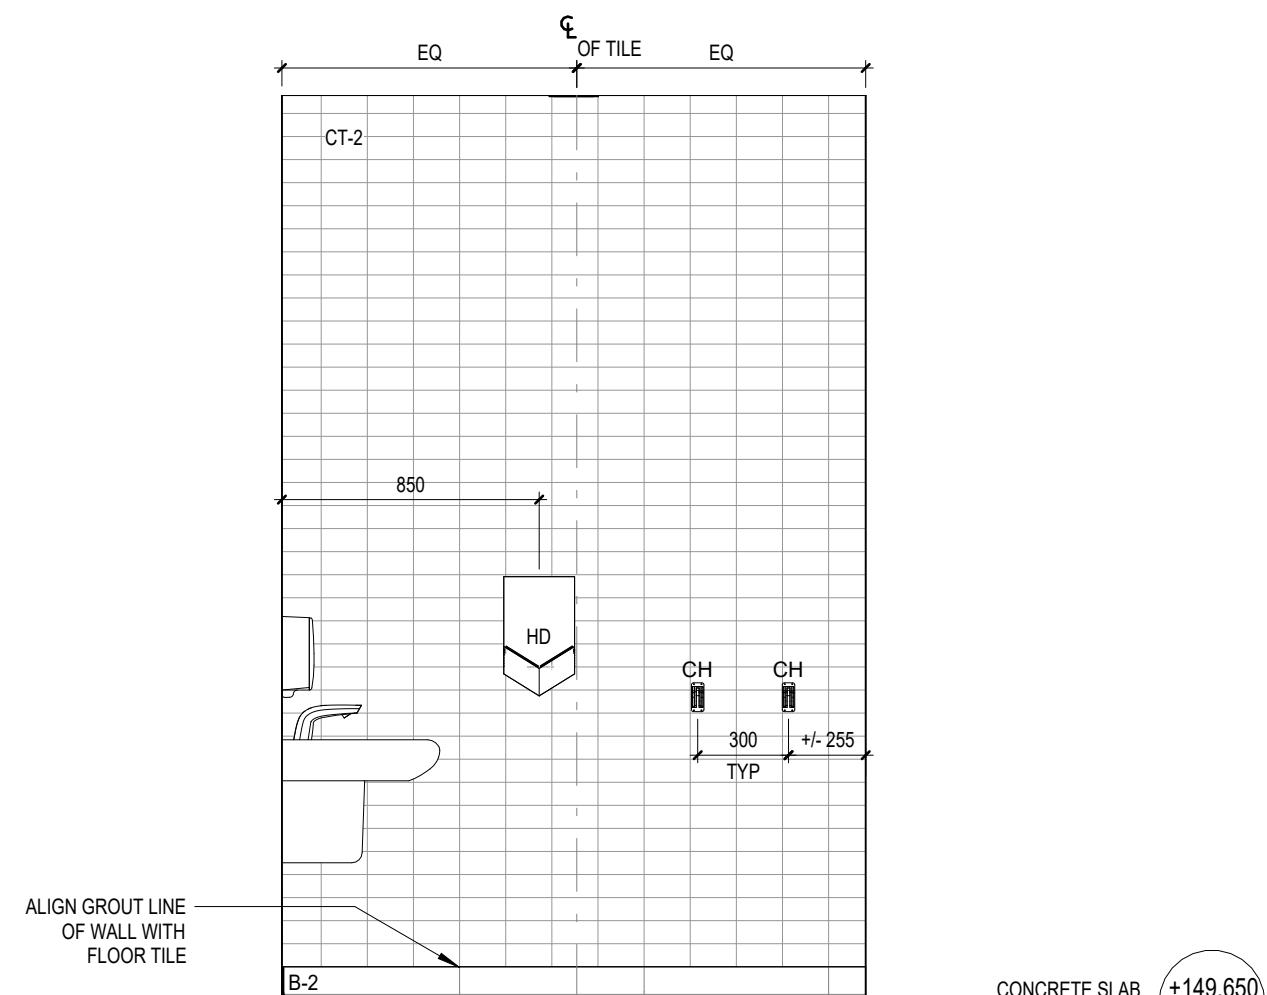 ℄
OF TILE
EQ
EQ
CT-2
850
HD
CH
CH
300
+/- 255
TYP
ALIGN GROUT LINE
OF WALL WITH
FLOOR TILE
B-2
CONCRETE SLAB
+149.650